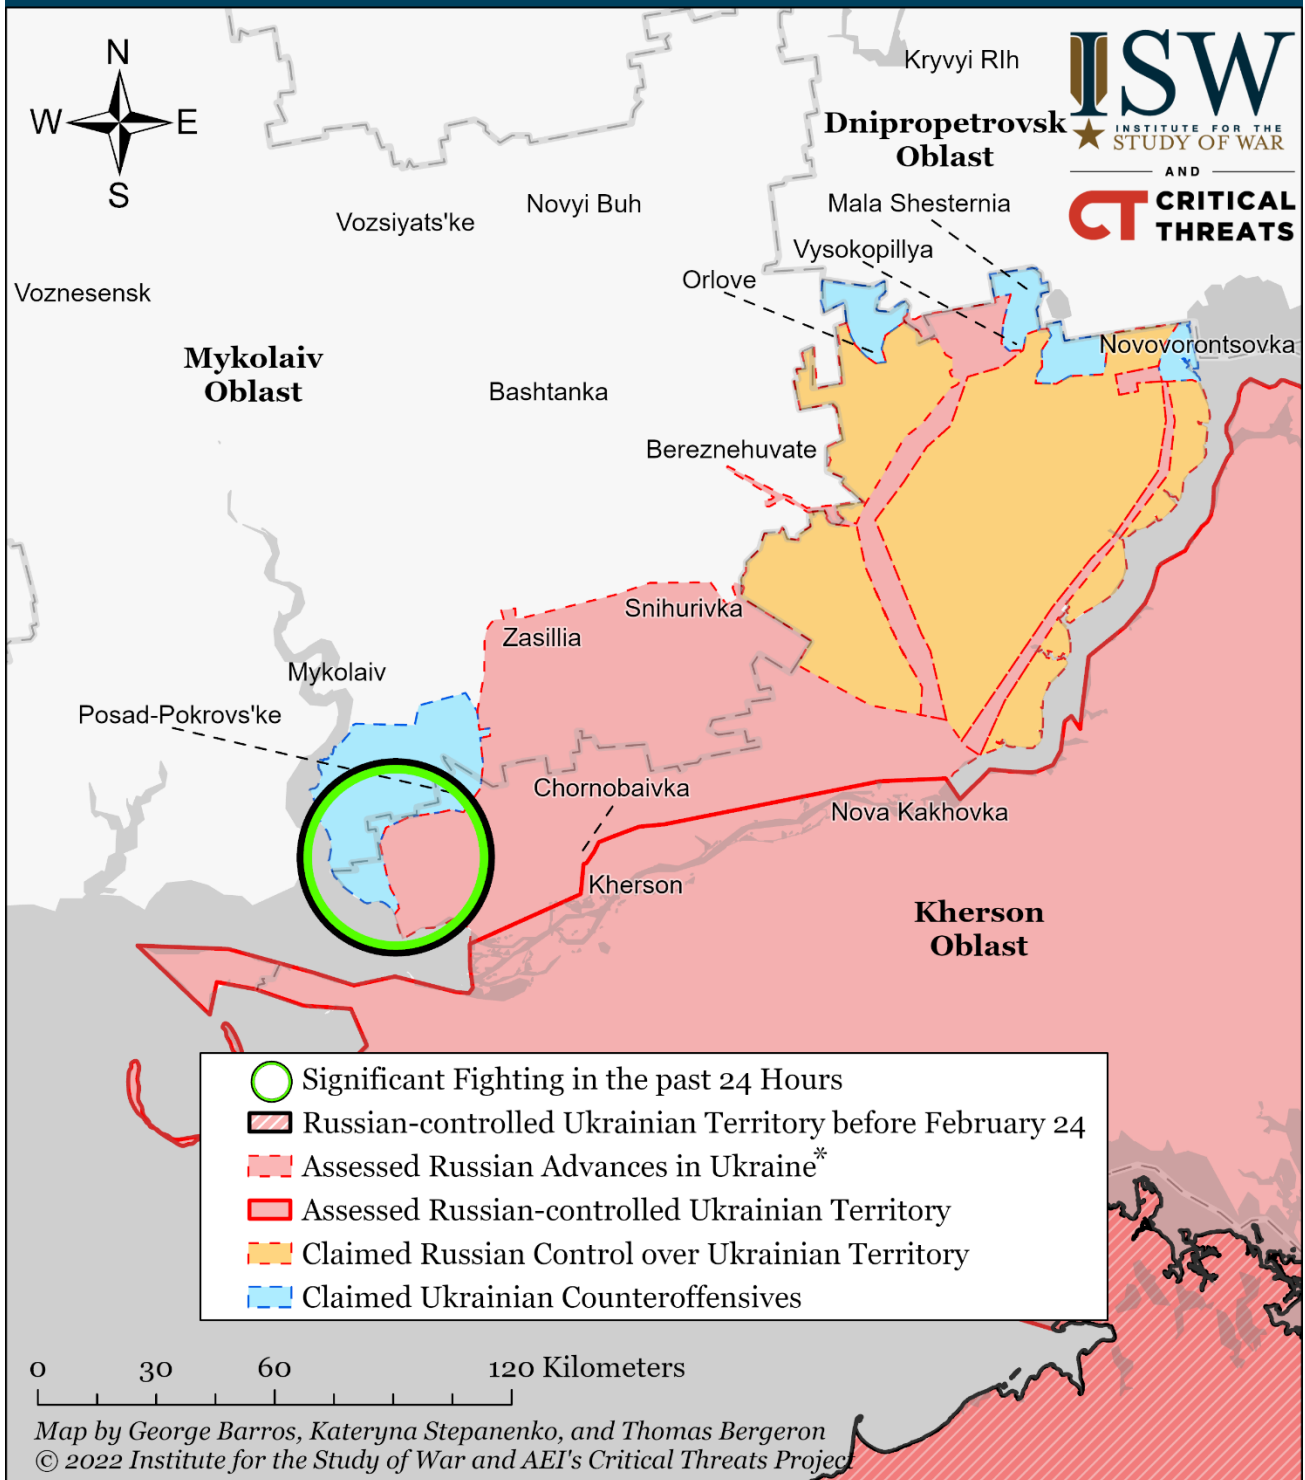 N
W E
S
Kryvyi RIh
ISW
INSTITUTE FOR THE
STUDY OF WAR
AND
CT CRITICAL
THREATS
Dnipropetrovsk
Oblast
Mala Shesternia
Novyi Buh
Vozsiyats'ke
Vysokopillya
Orlove
Voznesensk
Novovorontsovka
Mykolaiv
Oblast
Bashtanka
Bereznehuvate
Snihurivka
Zasillia
Mykolaiv
Posad-Pokrovs'ke
Chornobaivka
Nova Kakhovka
Kherson
Kherson
Oblast
Significant Fighting in the past 24 Hours
Russian-controlled Ukrainian Territory before February 24
Assessed Russian Advances in Ukraine*
Assessed Russian-controlled Ukrainian Territory
Claimed Russian Control over Ukrainian Territory
Claimed Ukrainian Counteroffensives
0 30 60 120 Kilometers
Map by George Barros, Kateryna Stepanenko, and Thomas Bergeron
© 2022 Institute for the Study of War and AEI's Critical Threats Project